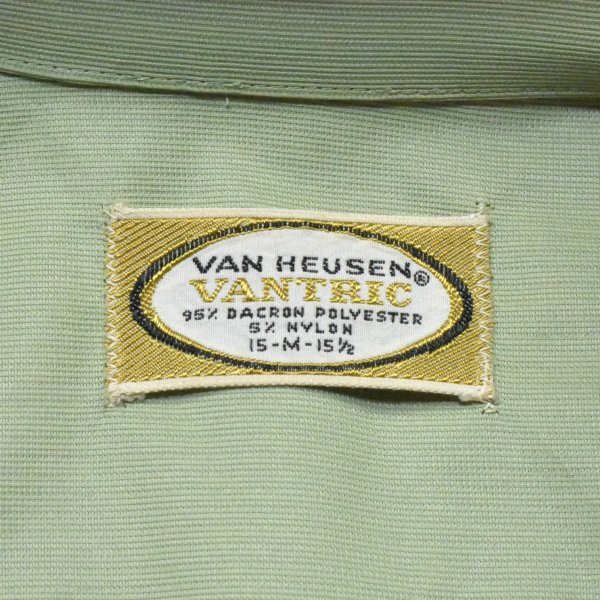 VAN HEUSEN®
VANTRIC
95% DACRON POLYESTER
5% NYLON
15-M-15½